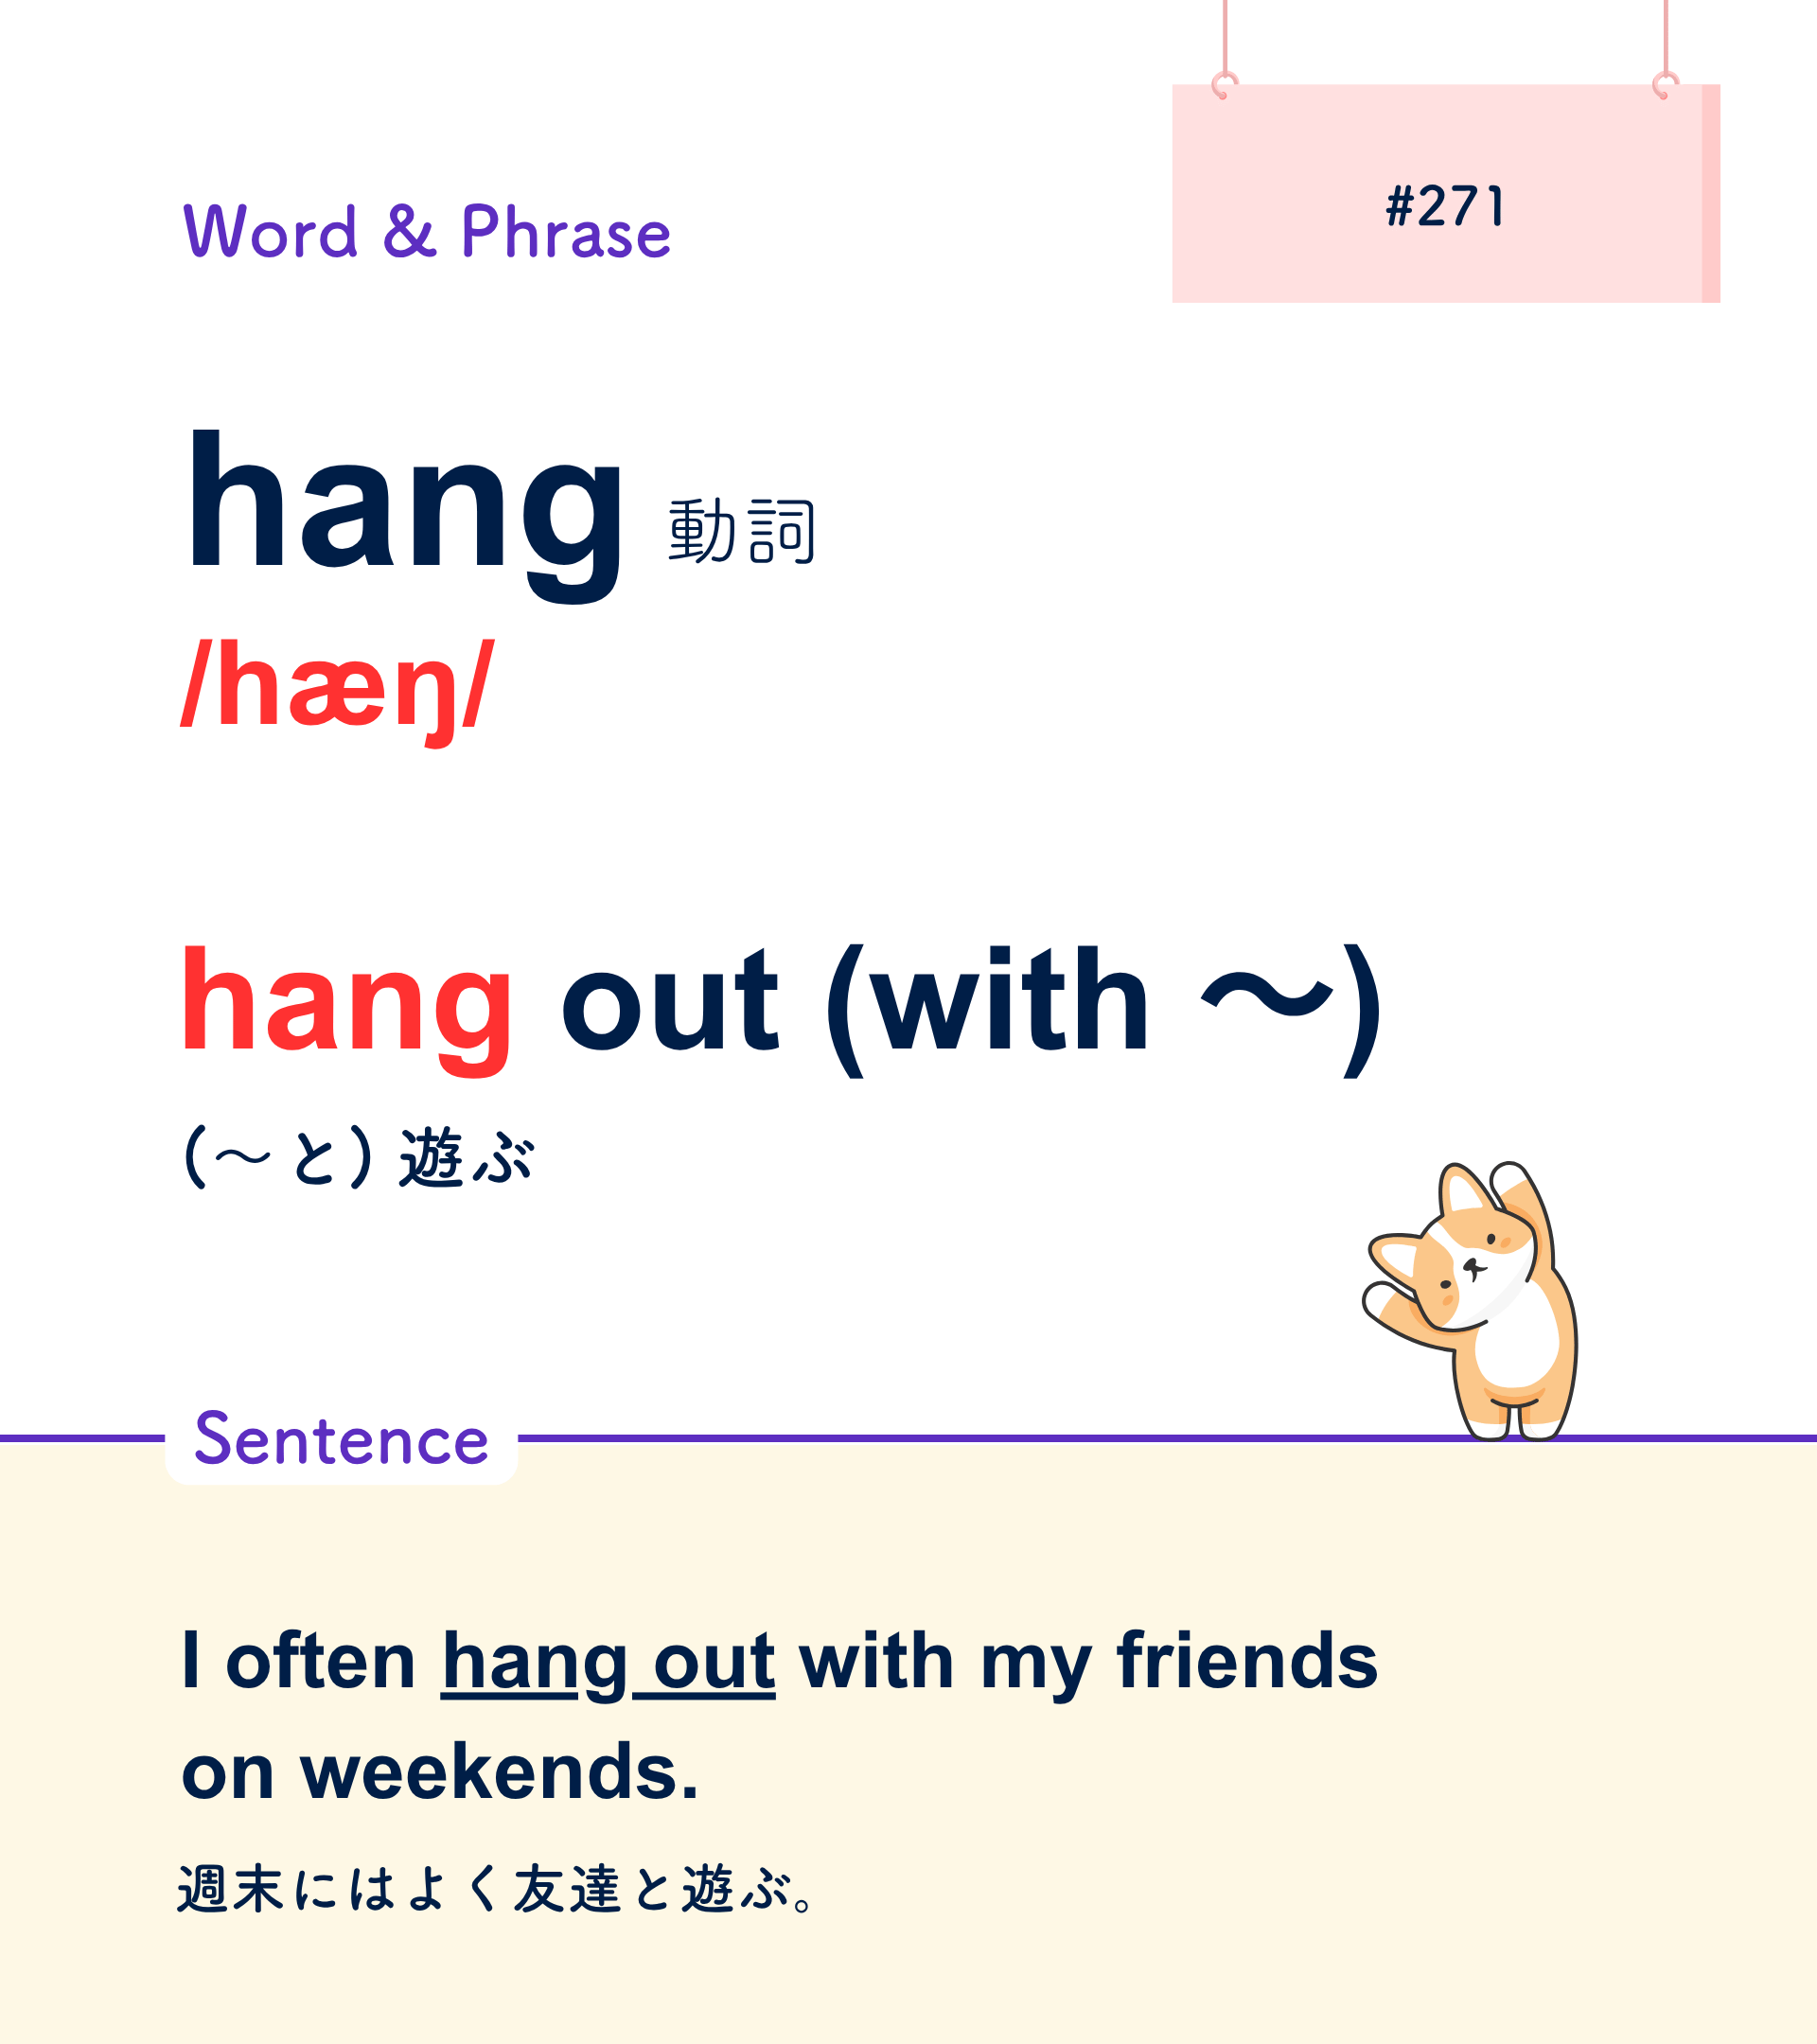 #271
Word & Phrase
hang 動詞
/hæŋ/
hang out (with 〜)
(〜 と) 遊ぶ
Sentence
I often hang out with my friends
on weekends.
週末にはよく友達と遊ぶ。